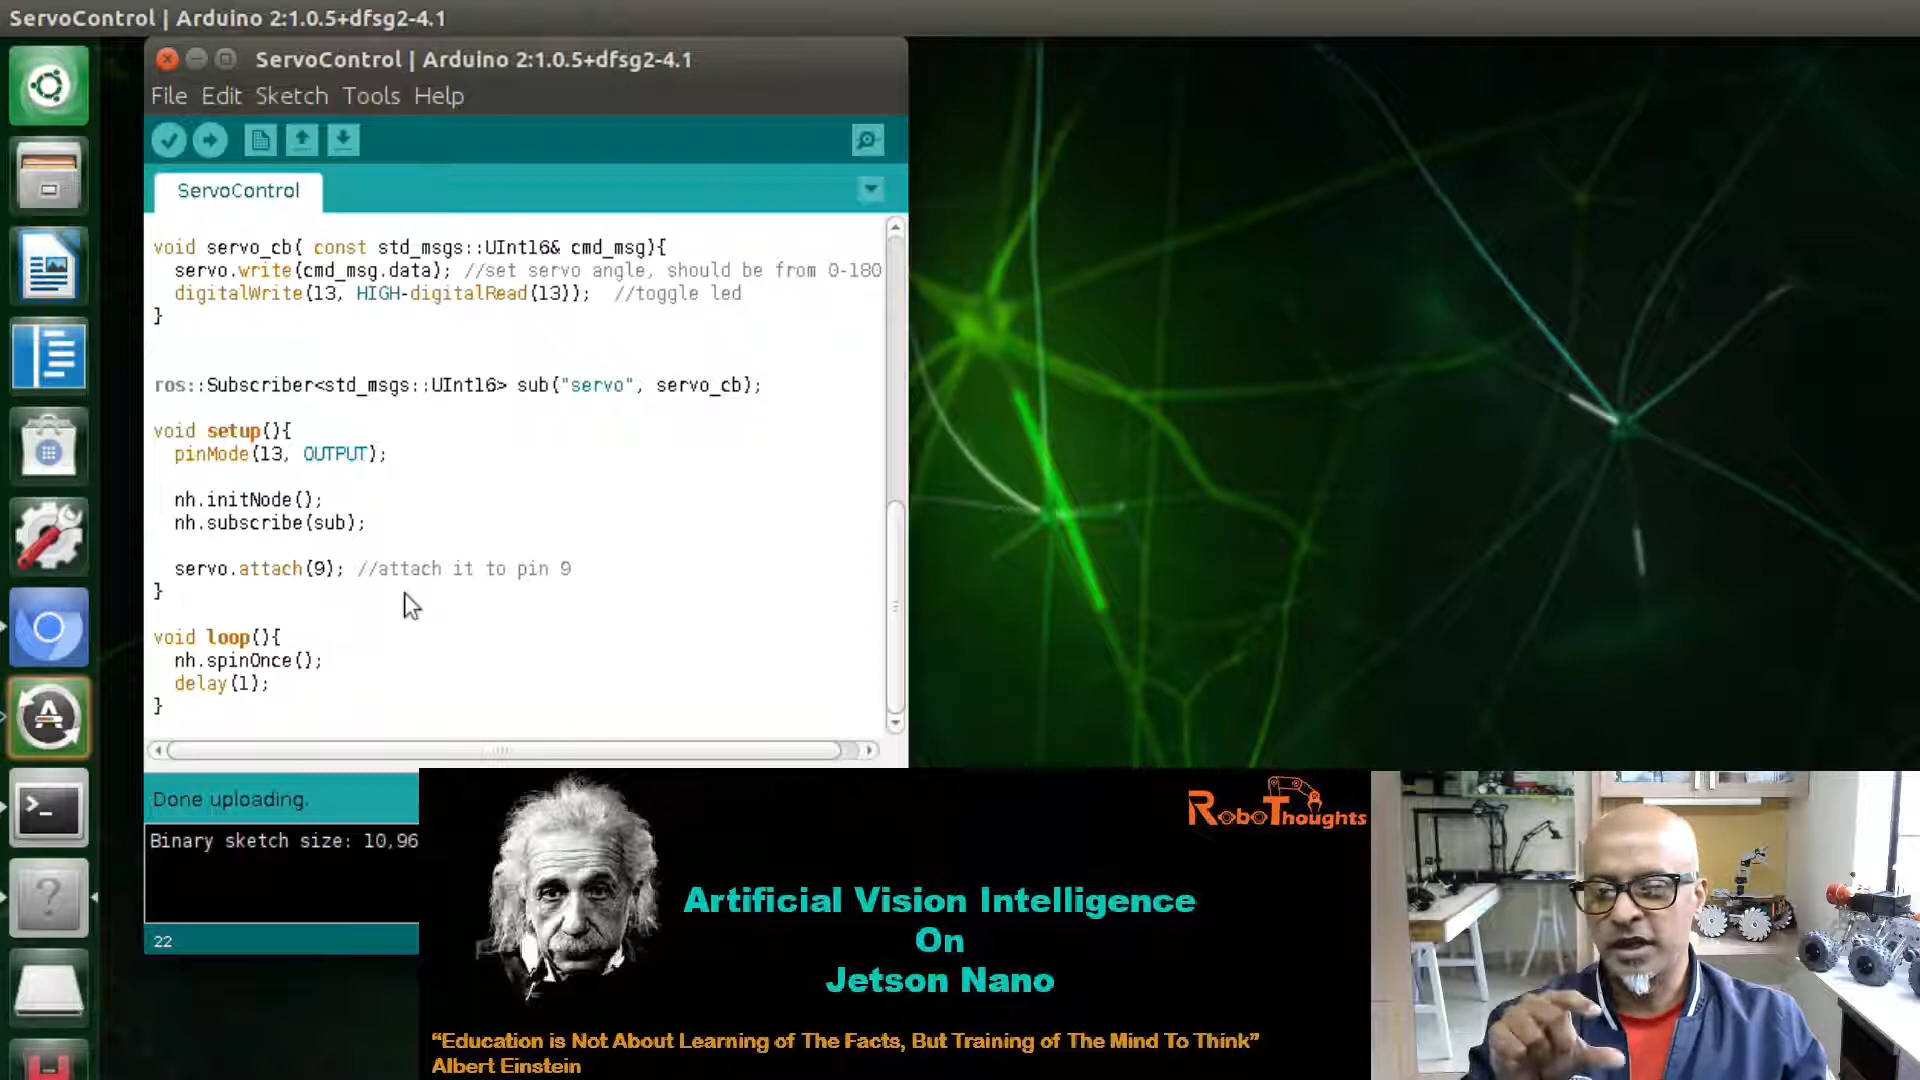 ServoControl | Arduino 2:1.0.5+dfsg2-4.1
ServoControl | Arduino 2:1.0.5+dfsg2-4.1
File Edit Sketch Tools Help
ServoControl
void servo_cb( const std_msgs::UInt16& cmd_msg){
servo.write(cmd_msg.data); //set servo angle, should be from 0-180
digitalWrite(13, HIGH-digitalRead(13)); //toggle led
}
ros::Subscriber<std_msgs::UInt16> sub("servo", servo_cb);
void setup(){
pinMode(13, OUTPUT);
nh.initNode();
nh.subscribe(sub);
servo.attach(9); //attach it to pin 9
}
void loop(){
nh.spinOnce();
delay(1);
}
Done uploading.
Binary sketch size: 10,96
22
RoboThoughts
Artificial Vision Intelligence
On
Jetson Nano
“Education is Not About Learning of The Facts, But Training of The Mind To Think”
Albert Einstein